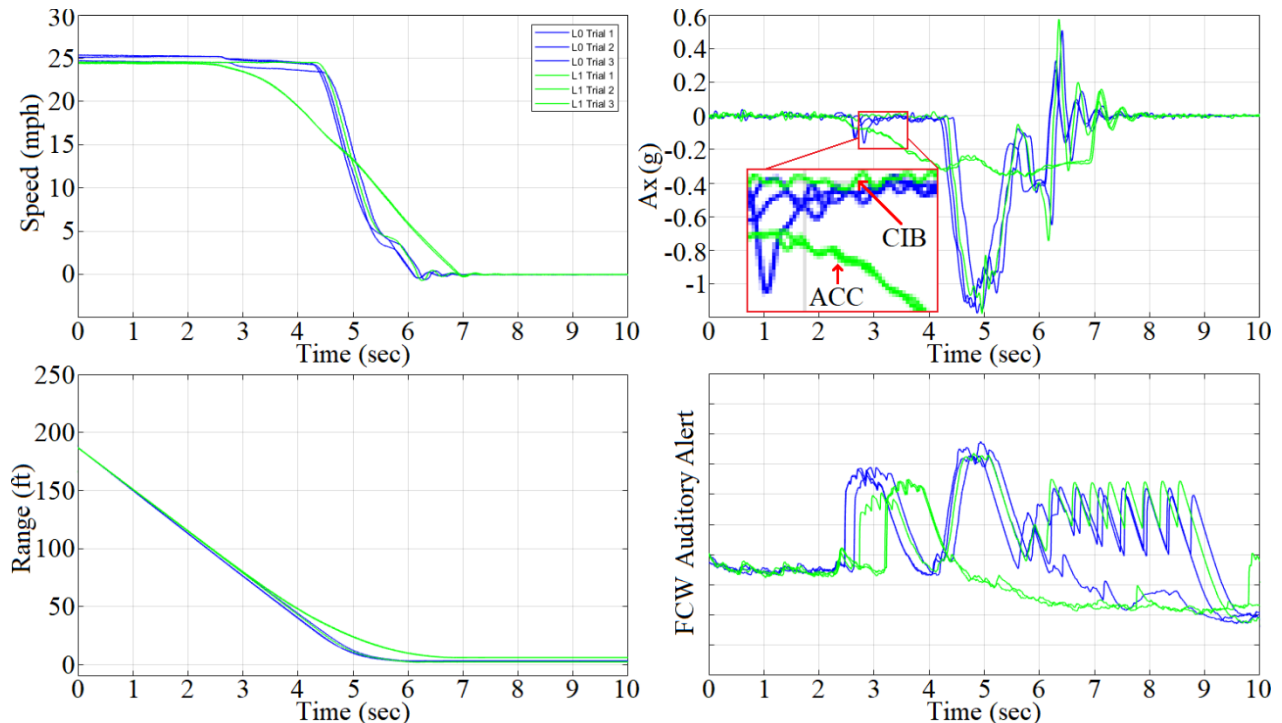 30
25
20
15
10
5
0
Speed (mph)
L0 Trial 1
L0 Trial 2
L0 Trial 3
L1 Trial 1
L1 Trial 2
L1 Trial 3
0 1 2 3 4 5 6 7 8 9 10
Time (sec)
0.6
0.4
0.2
0
-0.2
-0.4
-0.6
-0.8
-1
Ax (g)
CIB
ACC
0 1 2 3 4 5 6 7 8 9 10
Time (sec)
250
200
150
100
50
0
Range (ft)
0 1 2 3 4 5 6 7 8 9 10
Time (sec)
FCW Auditory Alert
0 1 2 3 4 5 6 7 8 9 10
Time (sec)